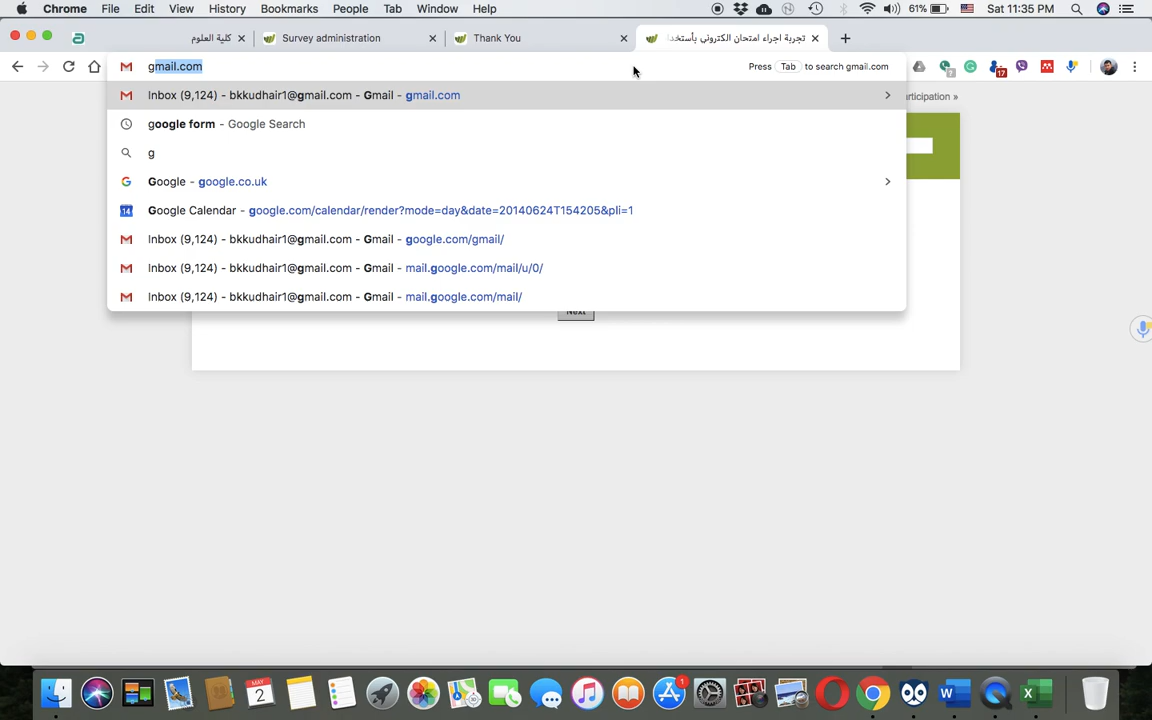 Chrome File Edit View History Bookmarks People Tab Window Help 61% Sat 11:35 PM
كلية العلوم Survey administration Thank You تجربة اجراء امتحان الكتروني بأستخدا
gmail.com Press Tab to search gmail.com 7 17
Inbox (9,124) - bkkudhair1@gmail.com - Gmail - gmail.com
articipation »
google form - Google Search
g
Google - google.co.uk
Google Calendar - google.com/calendar/render?mode=day&date=20140624T154205&pli=1
Inbox (9,124) - bkkudhair1@gmail.com - Gmail - google.com/gmail/
Inbox (9,124) - bkkudhair1@gmail.com - Gmail - mail.google.com/mail/u/0/
Inbox (9,124) - bkkudhair1@gmail.com - Gmail - mail.google.com/mail/
Next
MAY 2 1